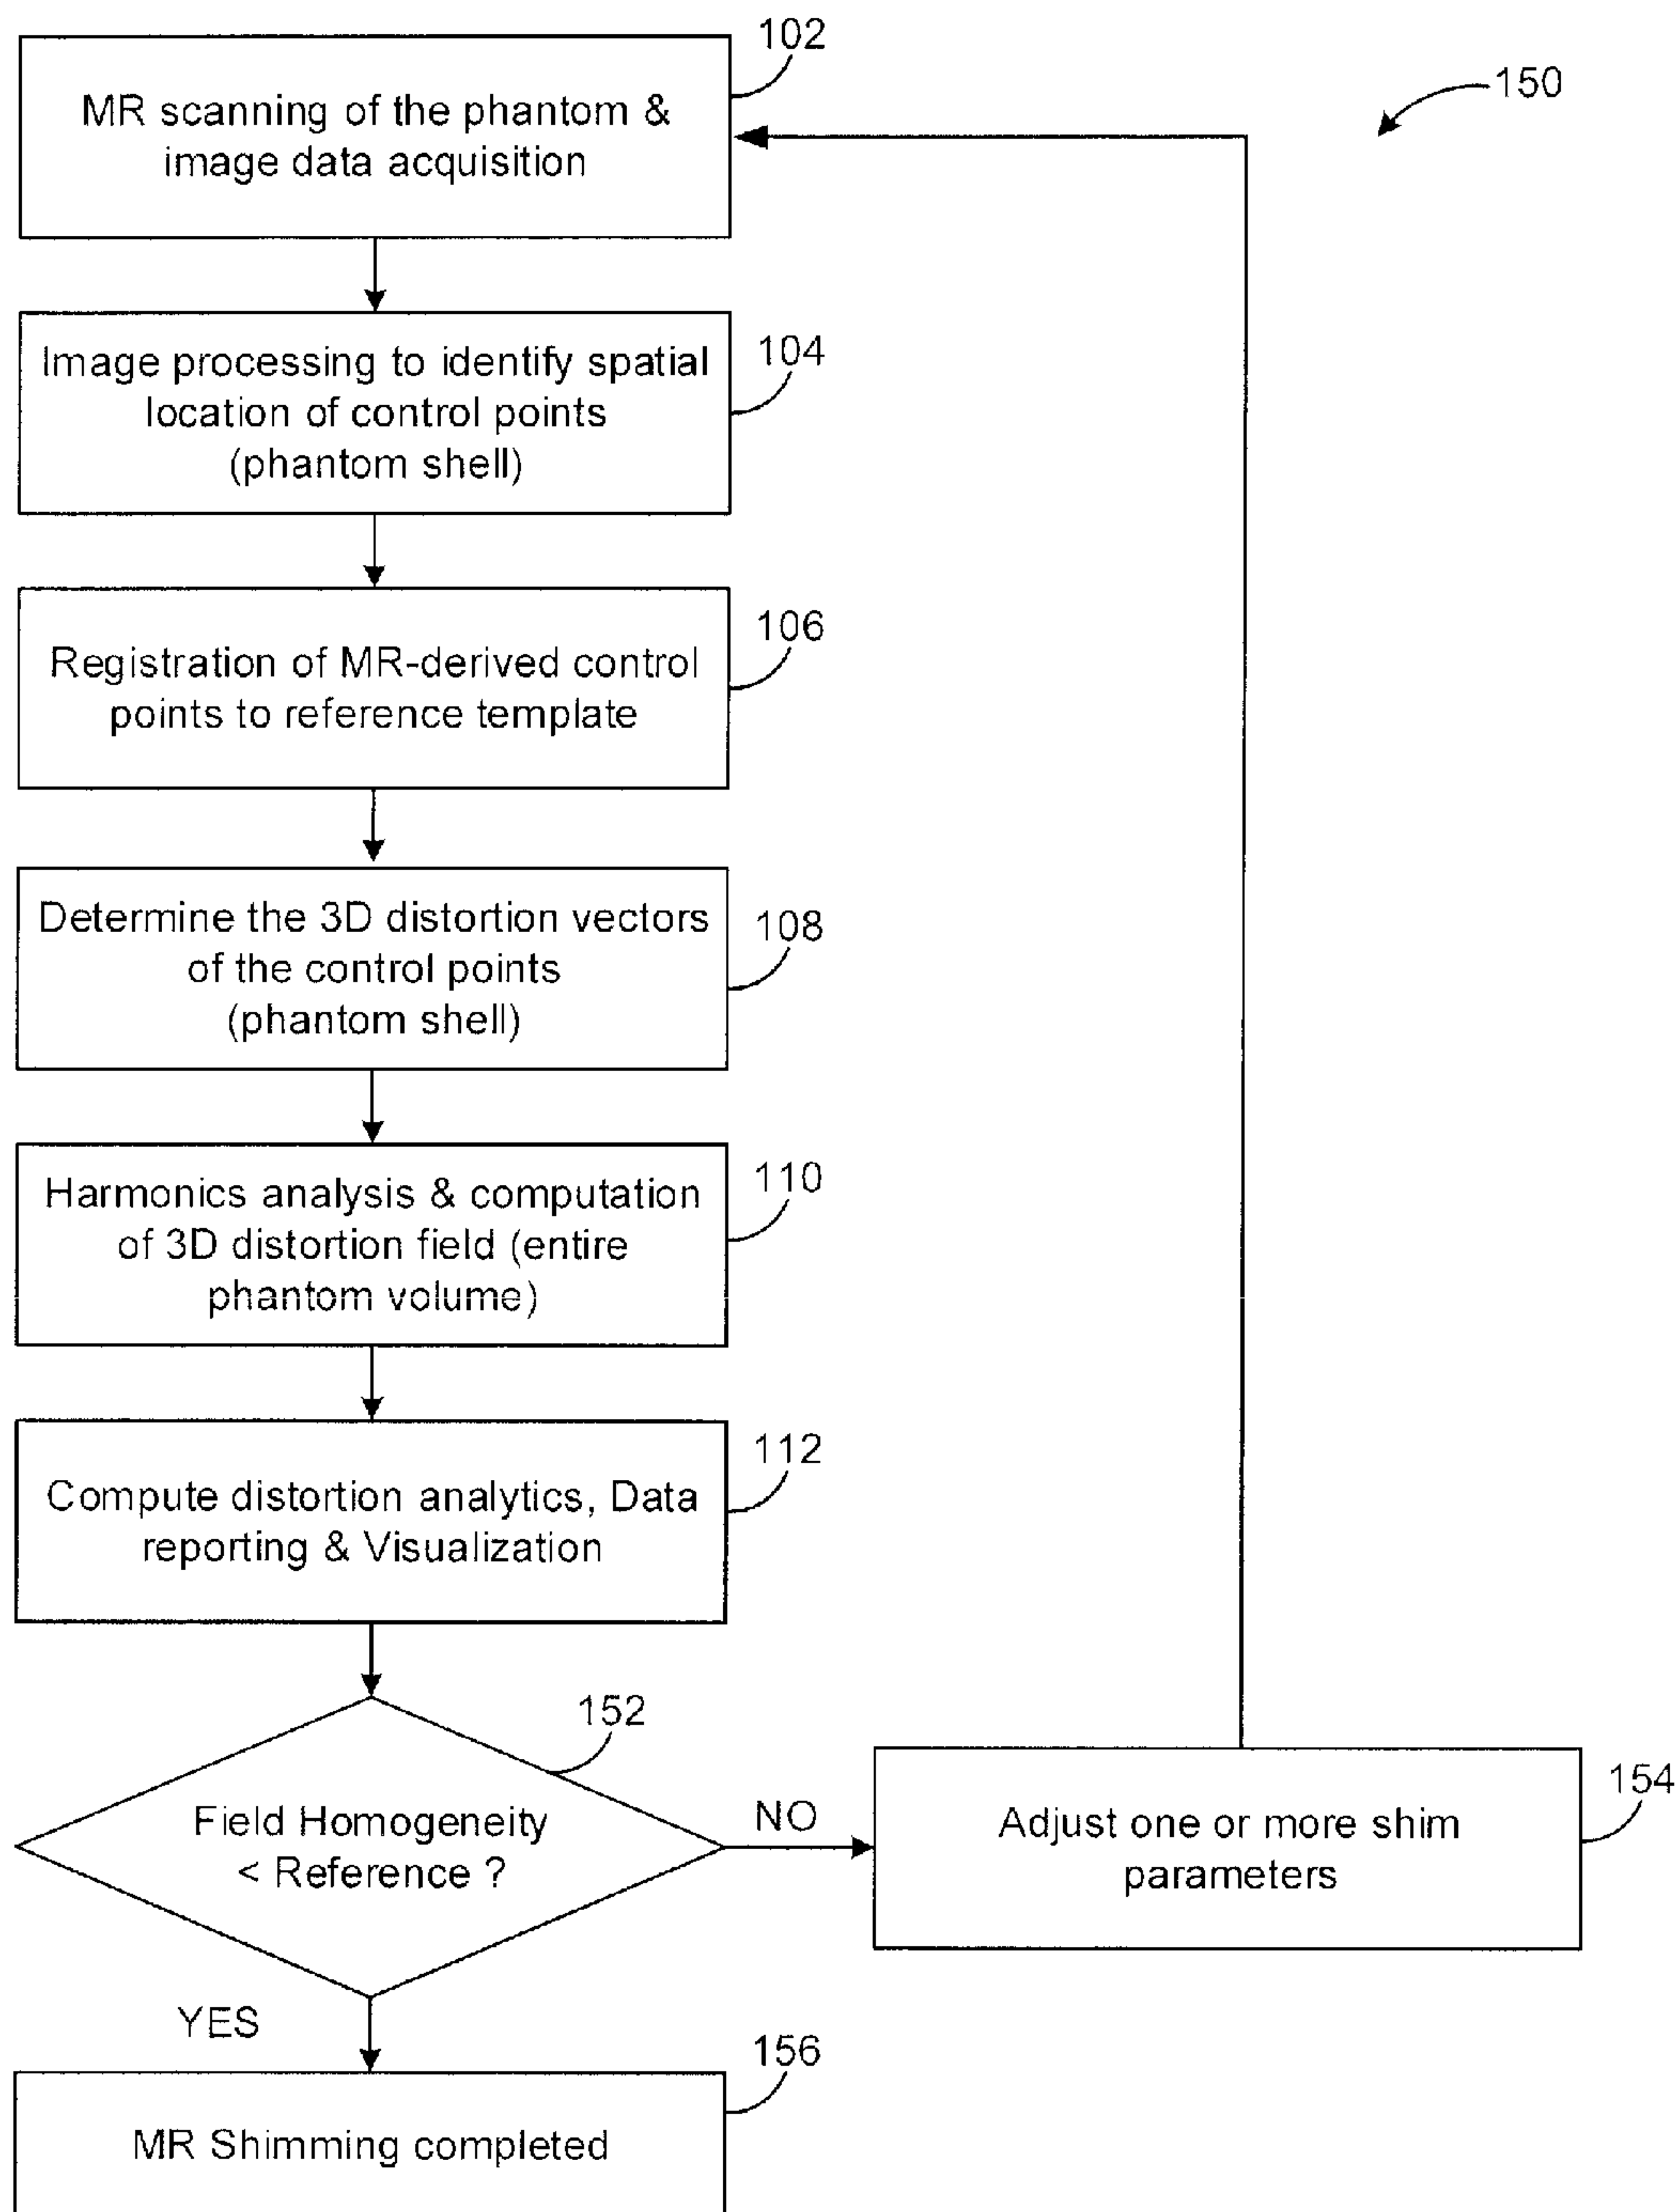 102
MR scanning of the phantom &
image data acquisition
150
104
Image processing to identify spatial
location of control points
(phantom shell)
106
Registration of MR-derived control
points to reference template
108
Determine the 3D distortion vectors
of the control points
(phantom shell)
110
Harmonics analysis & computation
of 3D distortion field (entire
phantom volume)
112
Compute distortion analytics, Data
reporting & Visualization
152
Field Homogeneity
< Reference ?
NO
154
Adjust one or more shim
parameters
YES
156
MR Shimming completed